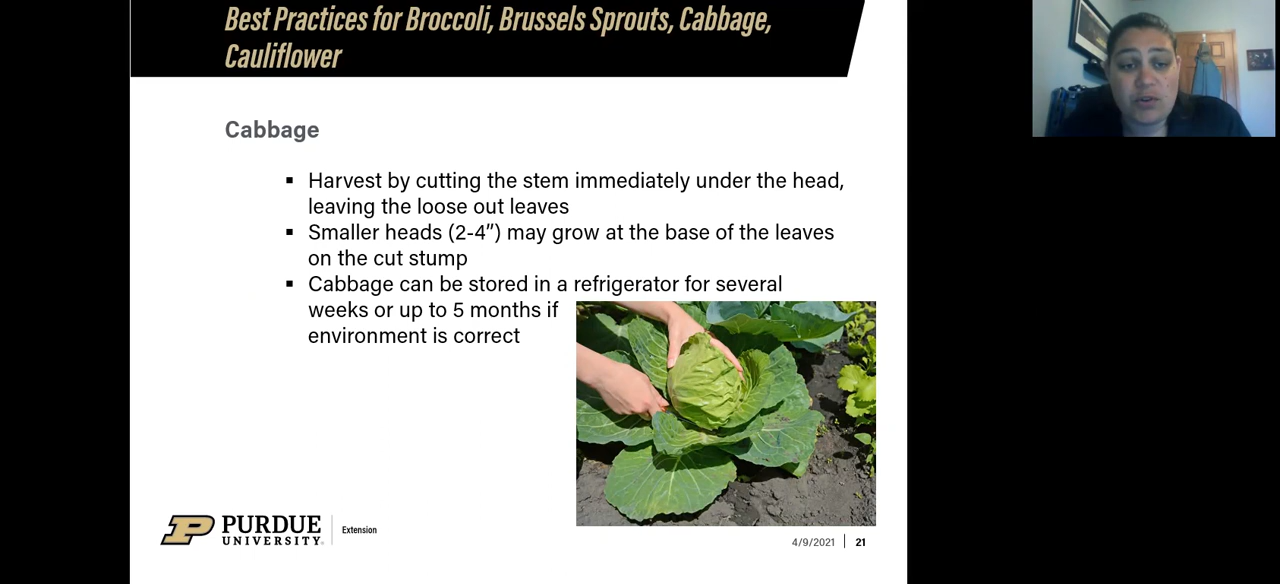 Best Practices for Broccoli, Brussels Sprouts, Cabbage,
Cauliflower
Cabbage
▪ Harvest by cutting the stem immediately under the head,
leaving the loose out leaves
▪ Smaller heads (2-4”) may grow at the base of the leaves
on the cut stump
▪ Cabbage can be stored in a refrigerator for several
weeks or up to 5 months if
environment is correct
PURDUE
UNIVERSITY®
Extension
4/9/2021 | 21